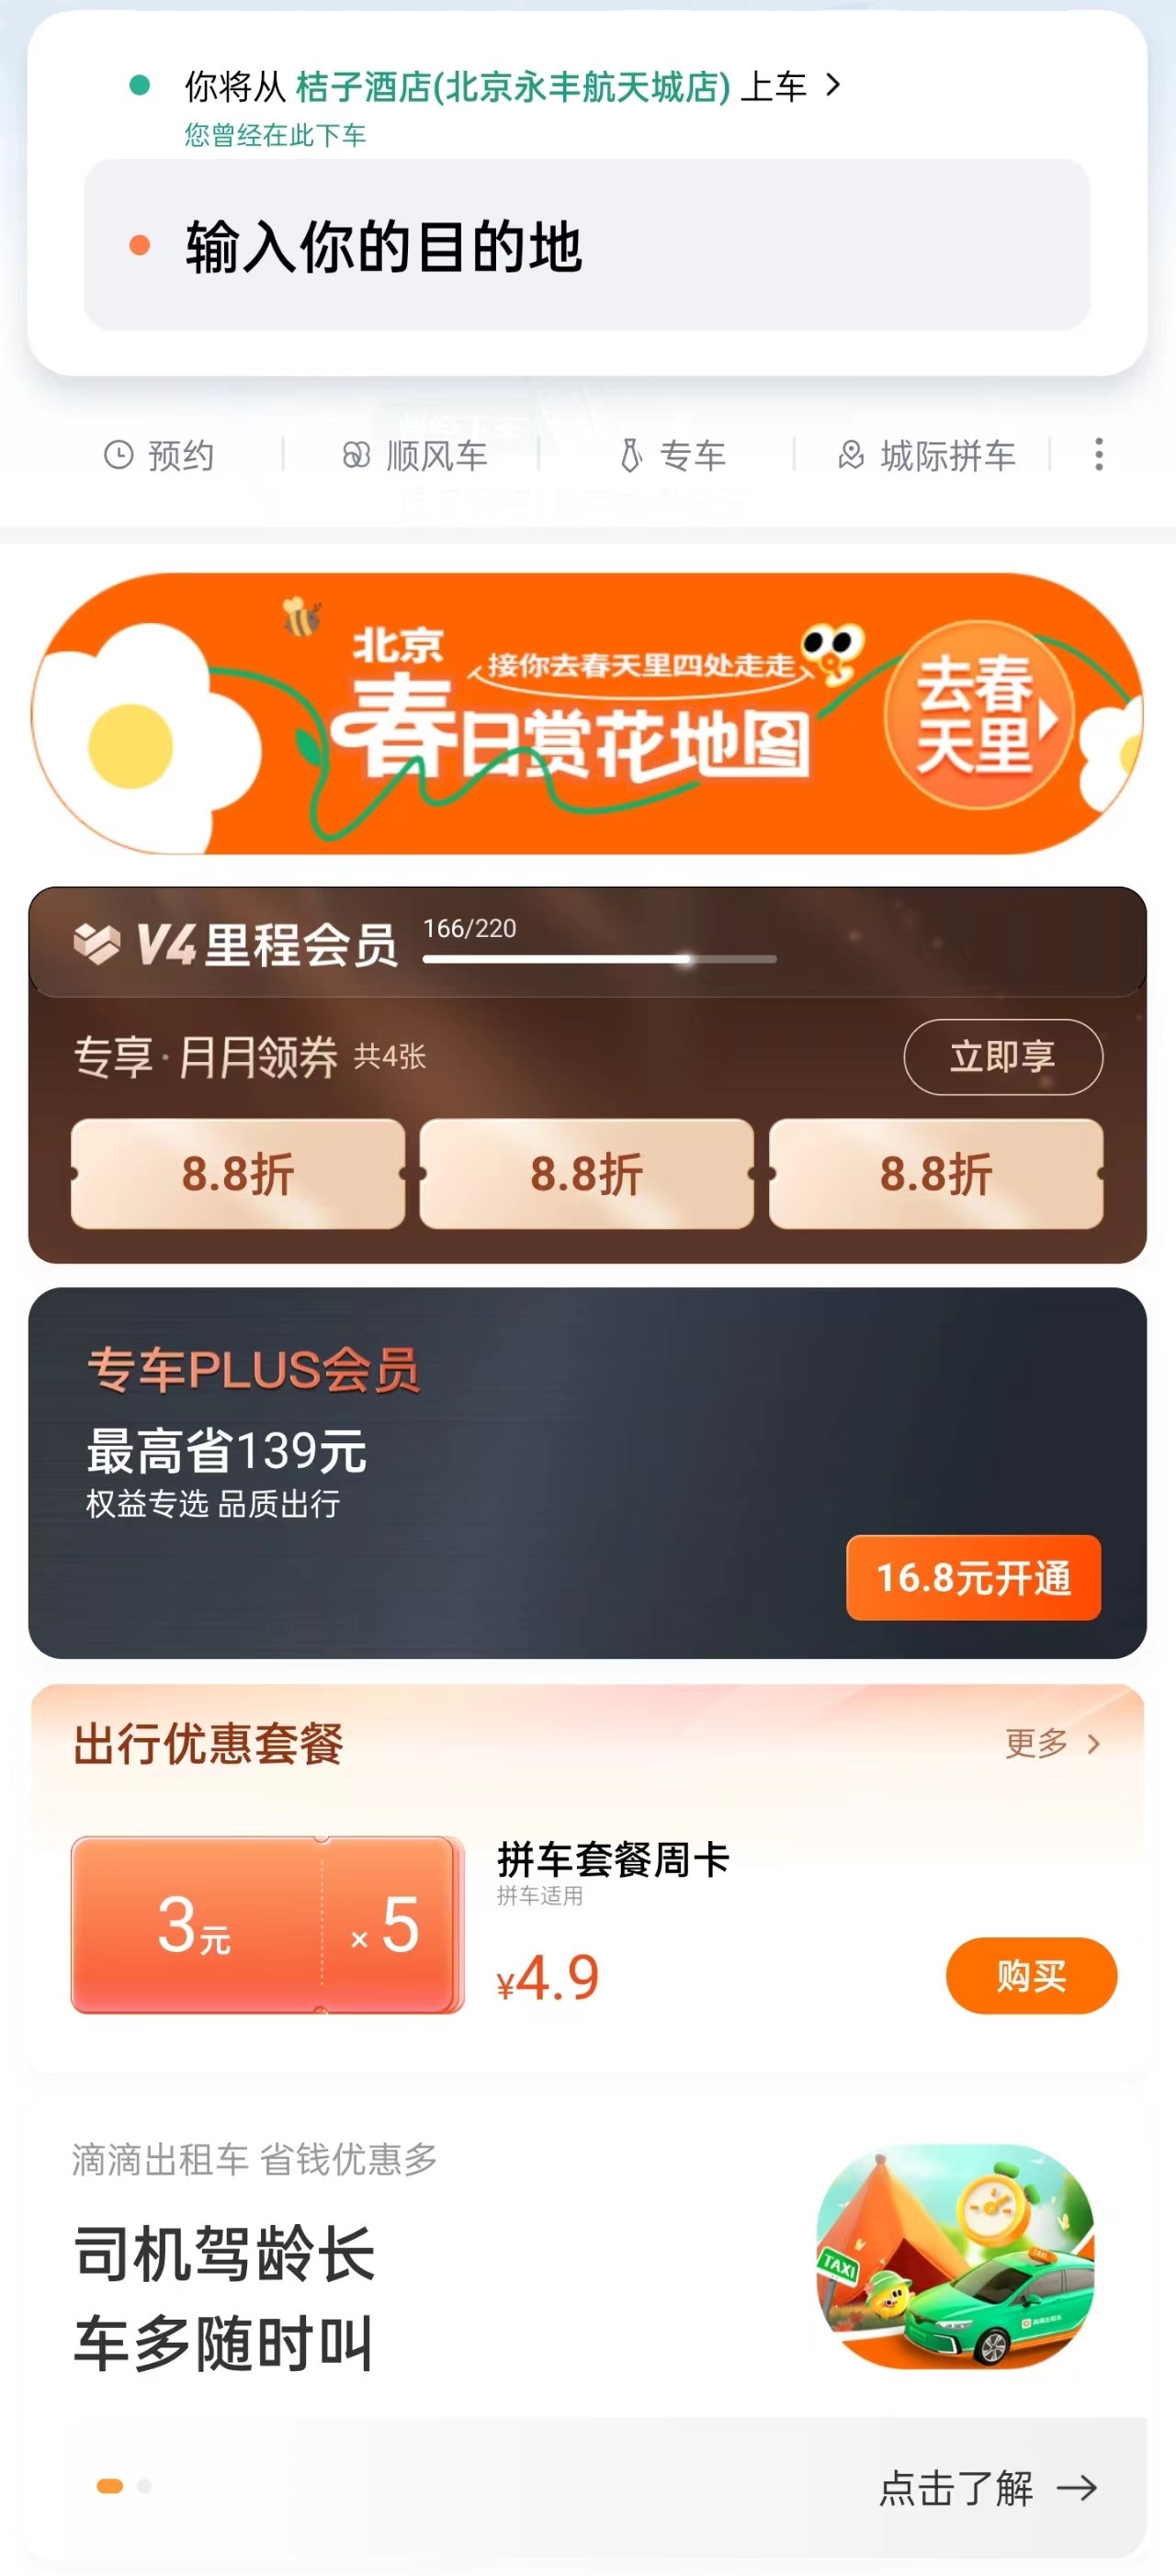 你将从 桔子酒店(北京永丰航天城店) 上车 >
您曾经在此下车
输入你的目的地
预约
顺风车
专车
城际拼车
北京
接你去春天里四处走走
春日赏花地图
去春
天里
V4里程会员 166/220
专享·月月领券 共4张
立即享
8.8折
8.8折
8.8折
专车PLUS会员
最高省139元
权益专选 品质出行
16.8元开通
出行优惠套餐
更多 >
3元 × 5
拼车套餐周卡
拼车适用
¥4.9
购买
滴滴出租车 省钱优惠多
司机驾龄长
车多随时叫
TAXI
TAXI
滴滴出租车
点击了解 →